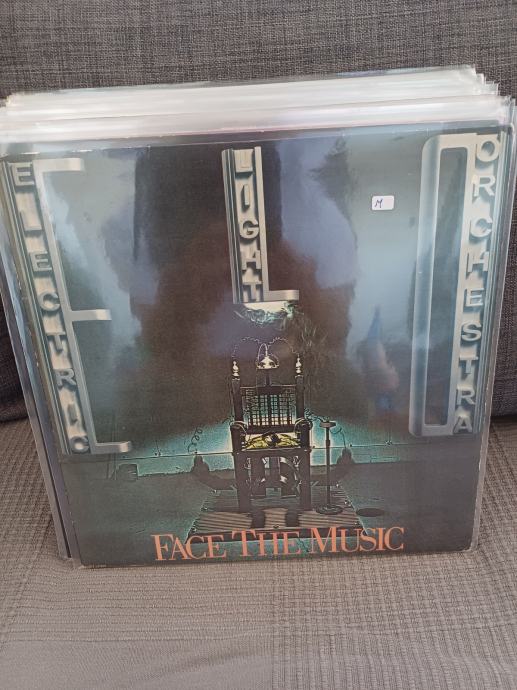 ELECTRIC
LIGHT
ORCHESTRA
M
FACE THE MUSIC